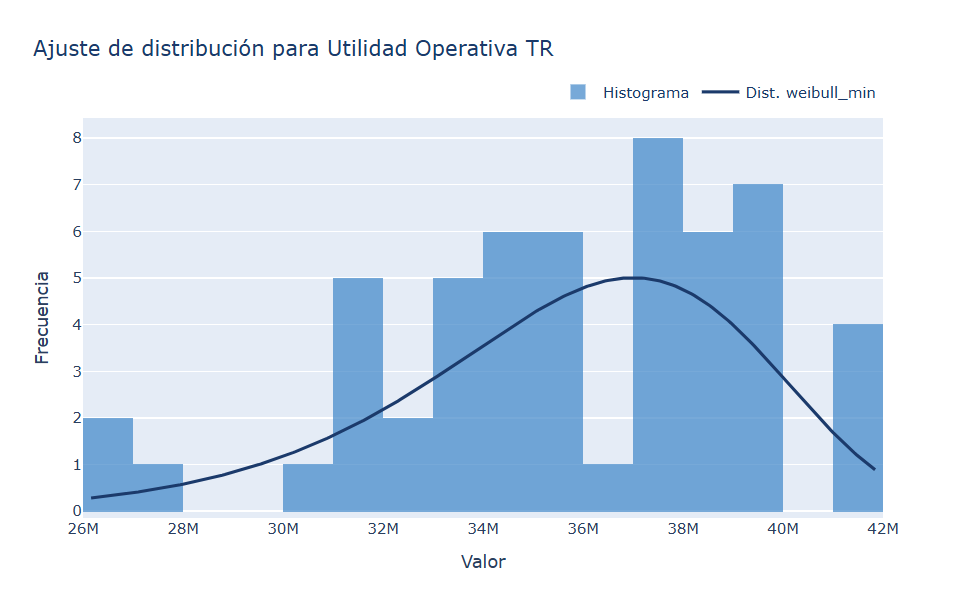 Ajuste de distribución para Utilidad Operativa TR
Histograma
Dist. weibull_min
8
7
6
5
4
3
2
1
0
Frecuencia
26M
28M
30M
32M
34M
36M
38M
40M
42M
Valor